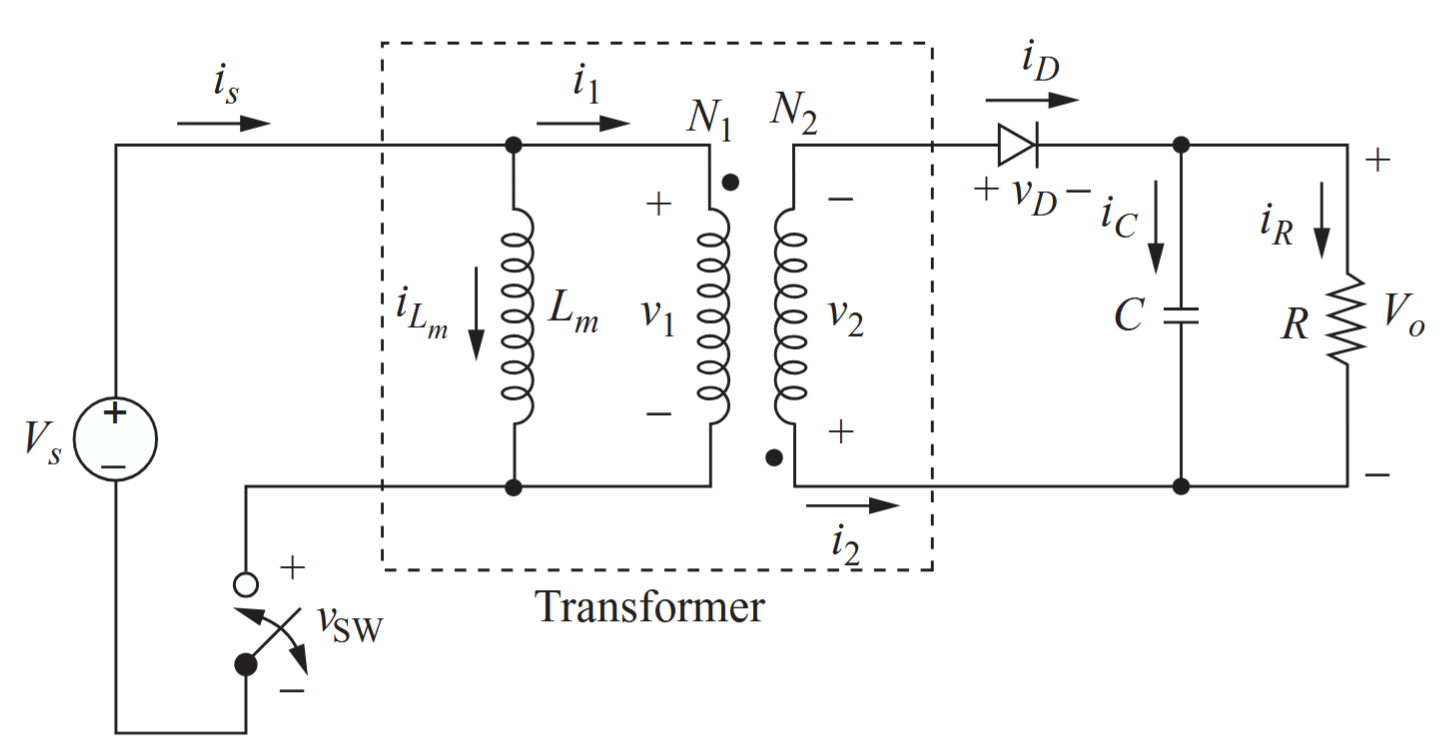 i_s
i_1
N_1
N_2
i_D
+ v_D −
i_C
i_R
+
+
−
i_{L_m}
L_m
v_1
v_2
C
R
V_o
−
+
V_s
+
−
i_2
−
Transformer
+
v_SW
−